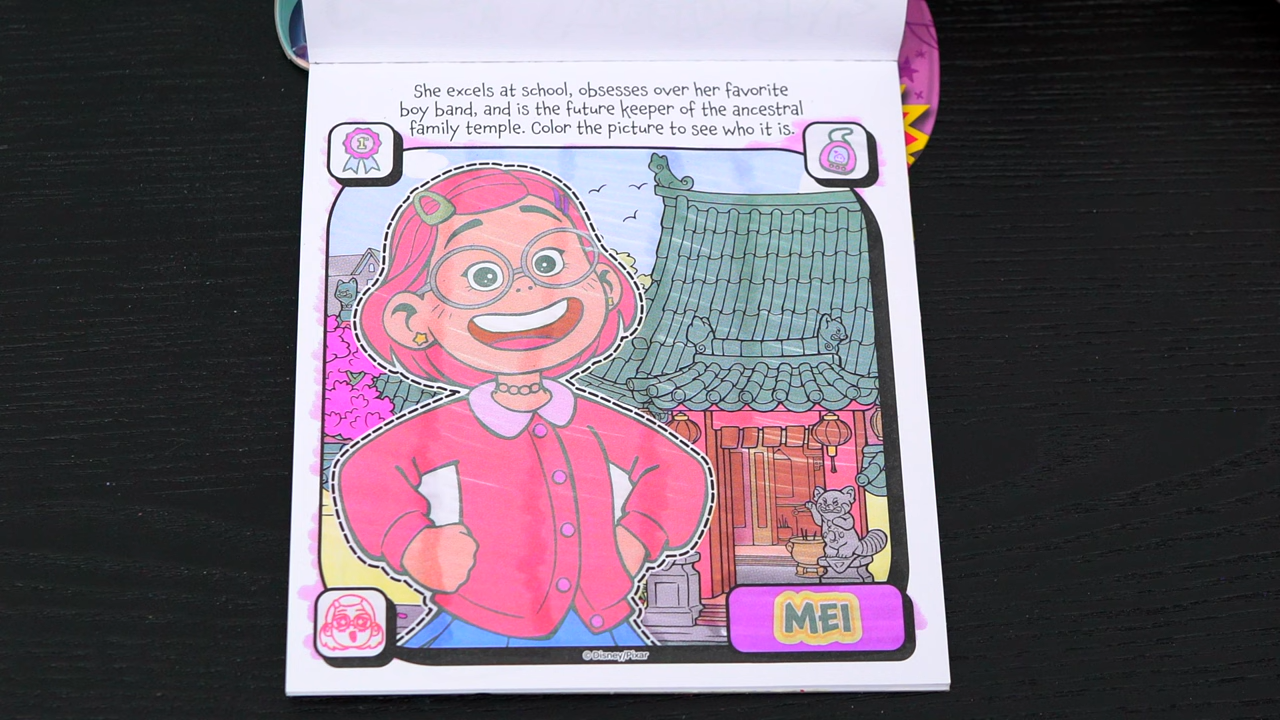 She excels at school, obsesses over her favorite
boy band, and is the future keeper of the ancestral
family temple. Color the picture to see who it is.
1st
MEI
© Disney/Pixar